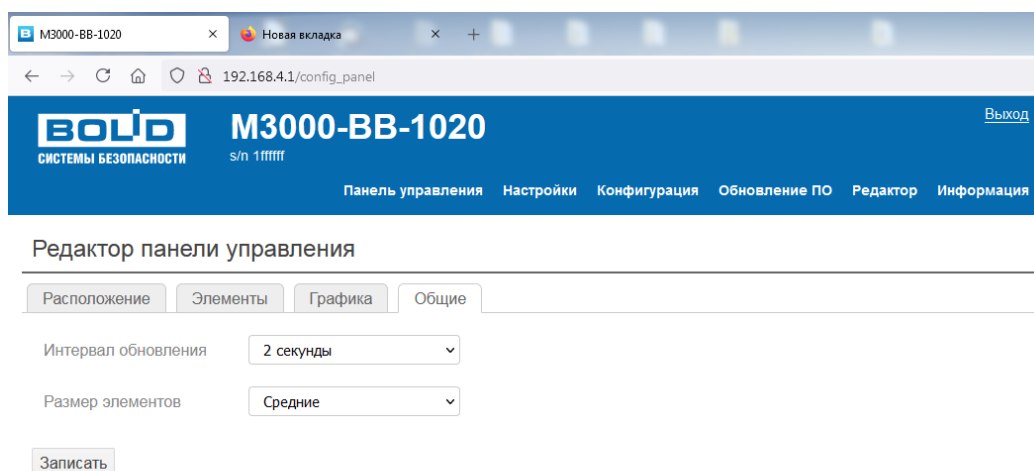 B M3000-BB-1020 × Новая вкладка × +
192.168.4.1/config_panel
BOLID
СИСТЕМЫ БЕЗОПАСНОСТИ
M3000-BB-1020
s/n 1ffffff
Выход
Панель управления Настройки Конфигурация Обновление ПО Редактор Информация
Редактор панели управления
Расположение Элементы Графика Общие
Интервал обновления 2 секунды
Размер элементов Средние
Записать